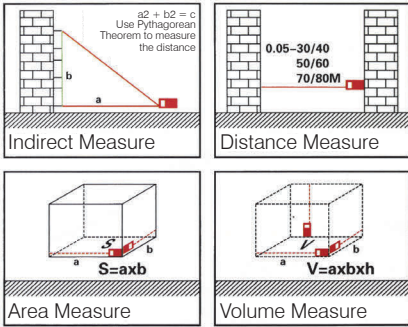 a2 + b2 = c
Use Pythagorean
Theorem to measure
the distance
b
a
Indirect Measure
0.05-30/40
50/60
70/80M
Distance Measure
S
a
b
S=axb
Area Measure
V
a
b
V=axbxh
Volume Measure